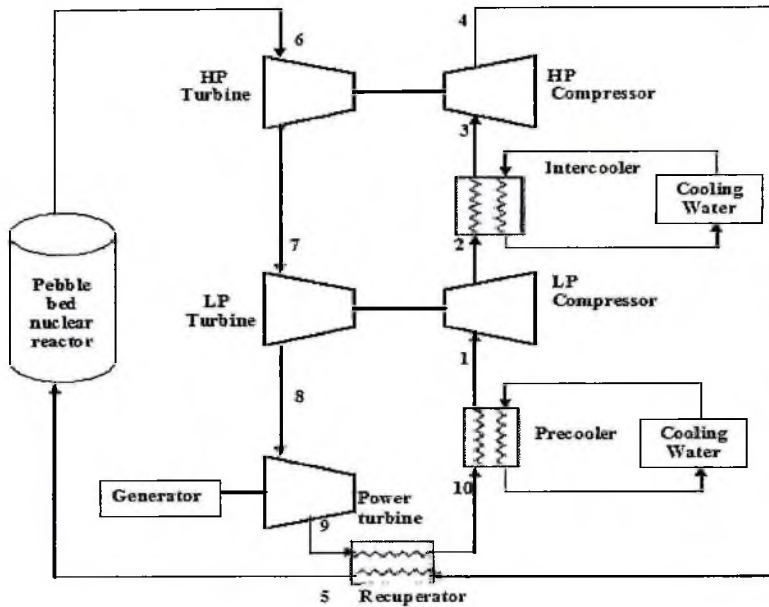 6
4
HP
Turbine
HP
Compressor
3
Intercooler
Cooling
Water
2
7
Pebble
bed
nuclear
reactor
LP
Turbine
LP
Compressor
1
8
Precooler
Cooling
Water
10
Generator
Power
turbine
9
5
Recuperator